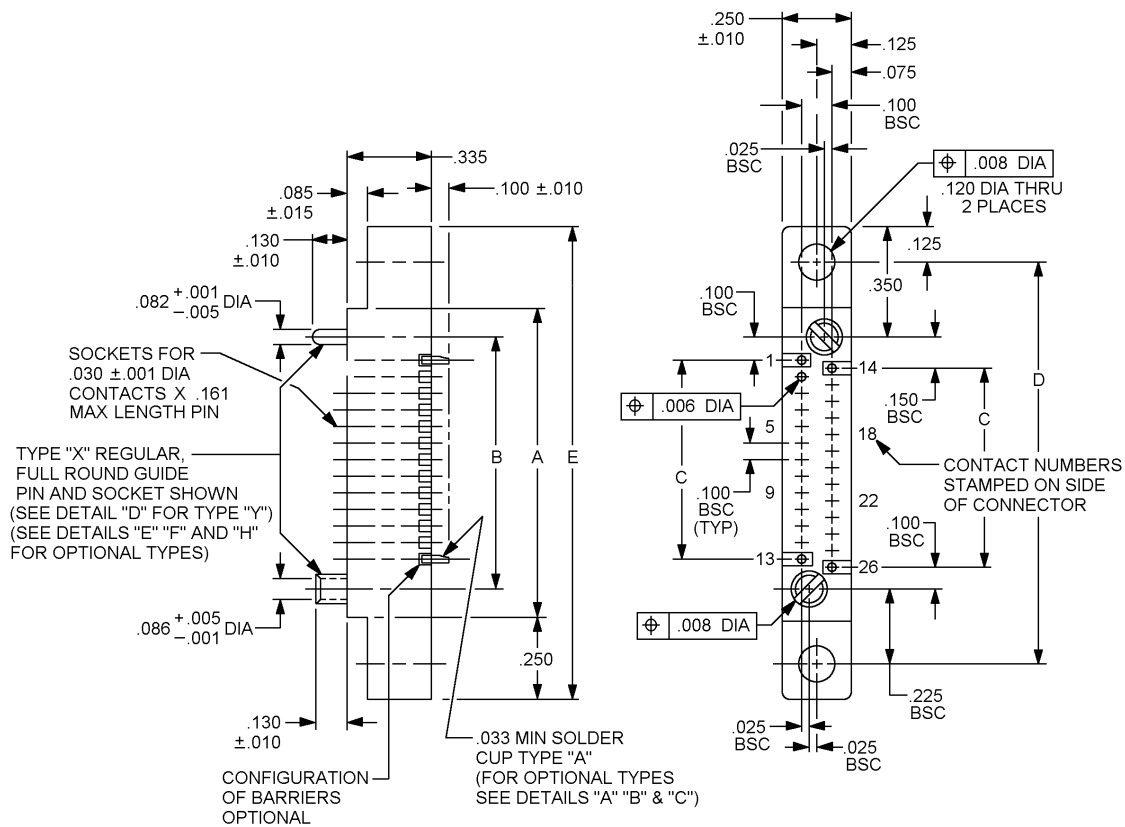 .250
±.010
.125
.075
.100
BSC
.025
BSC
⌖ .008 DIA
.120 DIA THRU
2 PLACES
.335
.085
±.015
.100 ±.010
.130
±.010
.125
.350
.082 +.001
−.005 DIA
.100
BSC
SOCKETS FOR
.030 ±.001 DIA
CONTACTS X .161
MAX LENGTH PIN
1
14
D
⌖ .006 DIA
.150
BSC
C
5
18
TYPE "X" REGULAR,
FULL ROUND GUIDE
PIN AND SOCKET SHOWN
(SEE DETAIL "D" FOR TYPE "Y")
(SEE DETAILS "E" "F" AND "H"
FOR OPTIONAL TYPES)
B
A
E
C
CONTACT NUMBERS
STAMPED ON SIDE
OF CONNECTOR
.100
BSC
(TYP)
9
22
.100
BSC
13
26
.086 +.005
−.001 DIA
⌖ .008 DIA
.250
.225
BSC
.130
±.010
.033 MIN SOLDER
CUP TYPE "A"
(FOR OPTIONAL TYPES
SEE DETAILS "A" "B" & "C")
.025
BSC
.025
BSC
CONFIGURATION
OF BARRIERS
OPTIONAL